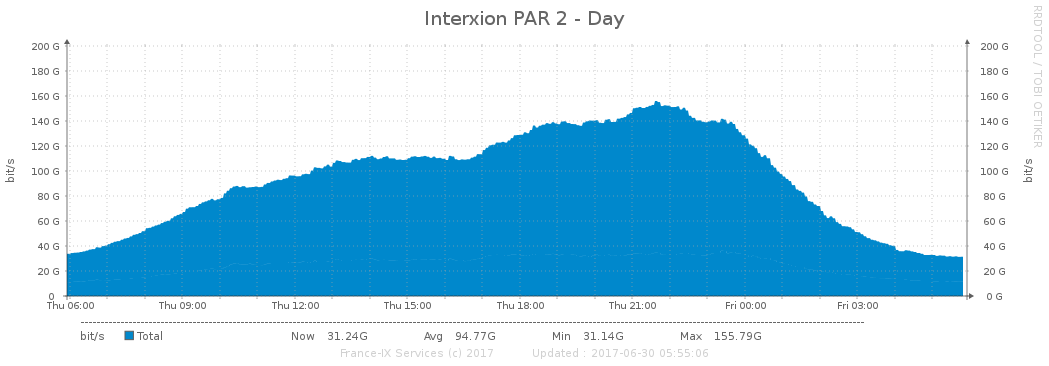 Interxion PAR 2 - Day
RRDTOOL / TOBI OETIKER
200 G 200 G
180 G 180 G
160 G 160 G
140 G 140 G
120 G 120 G
100 G 100 G
80 G 80 G
60 G 60 G
40 G 40 G
20 G 20 G
0 0 G
bit/s bit/s
Thu 06:00 Thu 09:00 Thu 12:00 Thu 15:00 Thu 18:00 Thu 21:00 Fri 00:00 Fri 03:00
bit/s Total Now 31.24G Avg 94.77G Min 31.14G Max 155.79G
France-IX Services (c) 2017 Updated : 2017-06-30 05:55:06